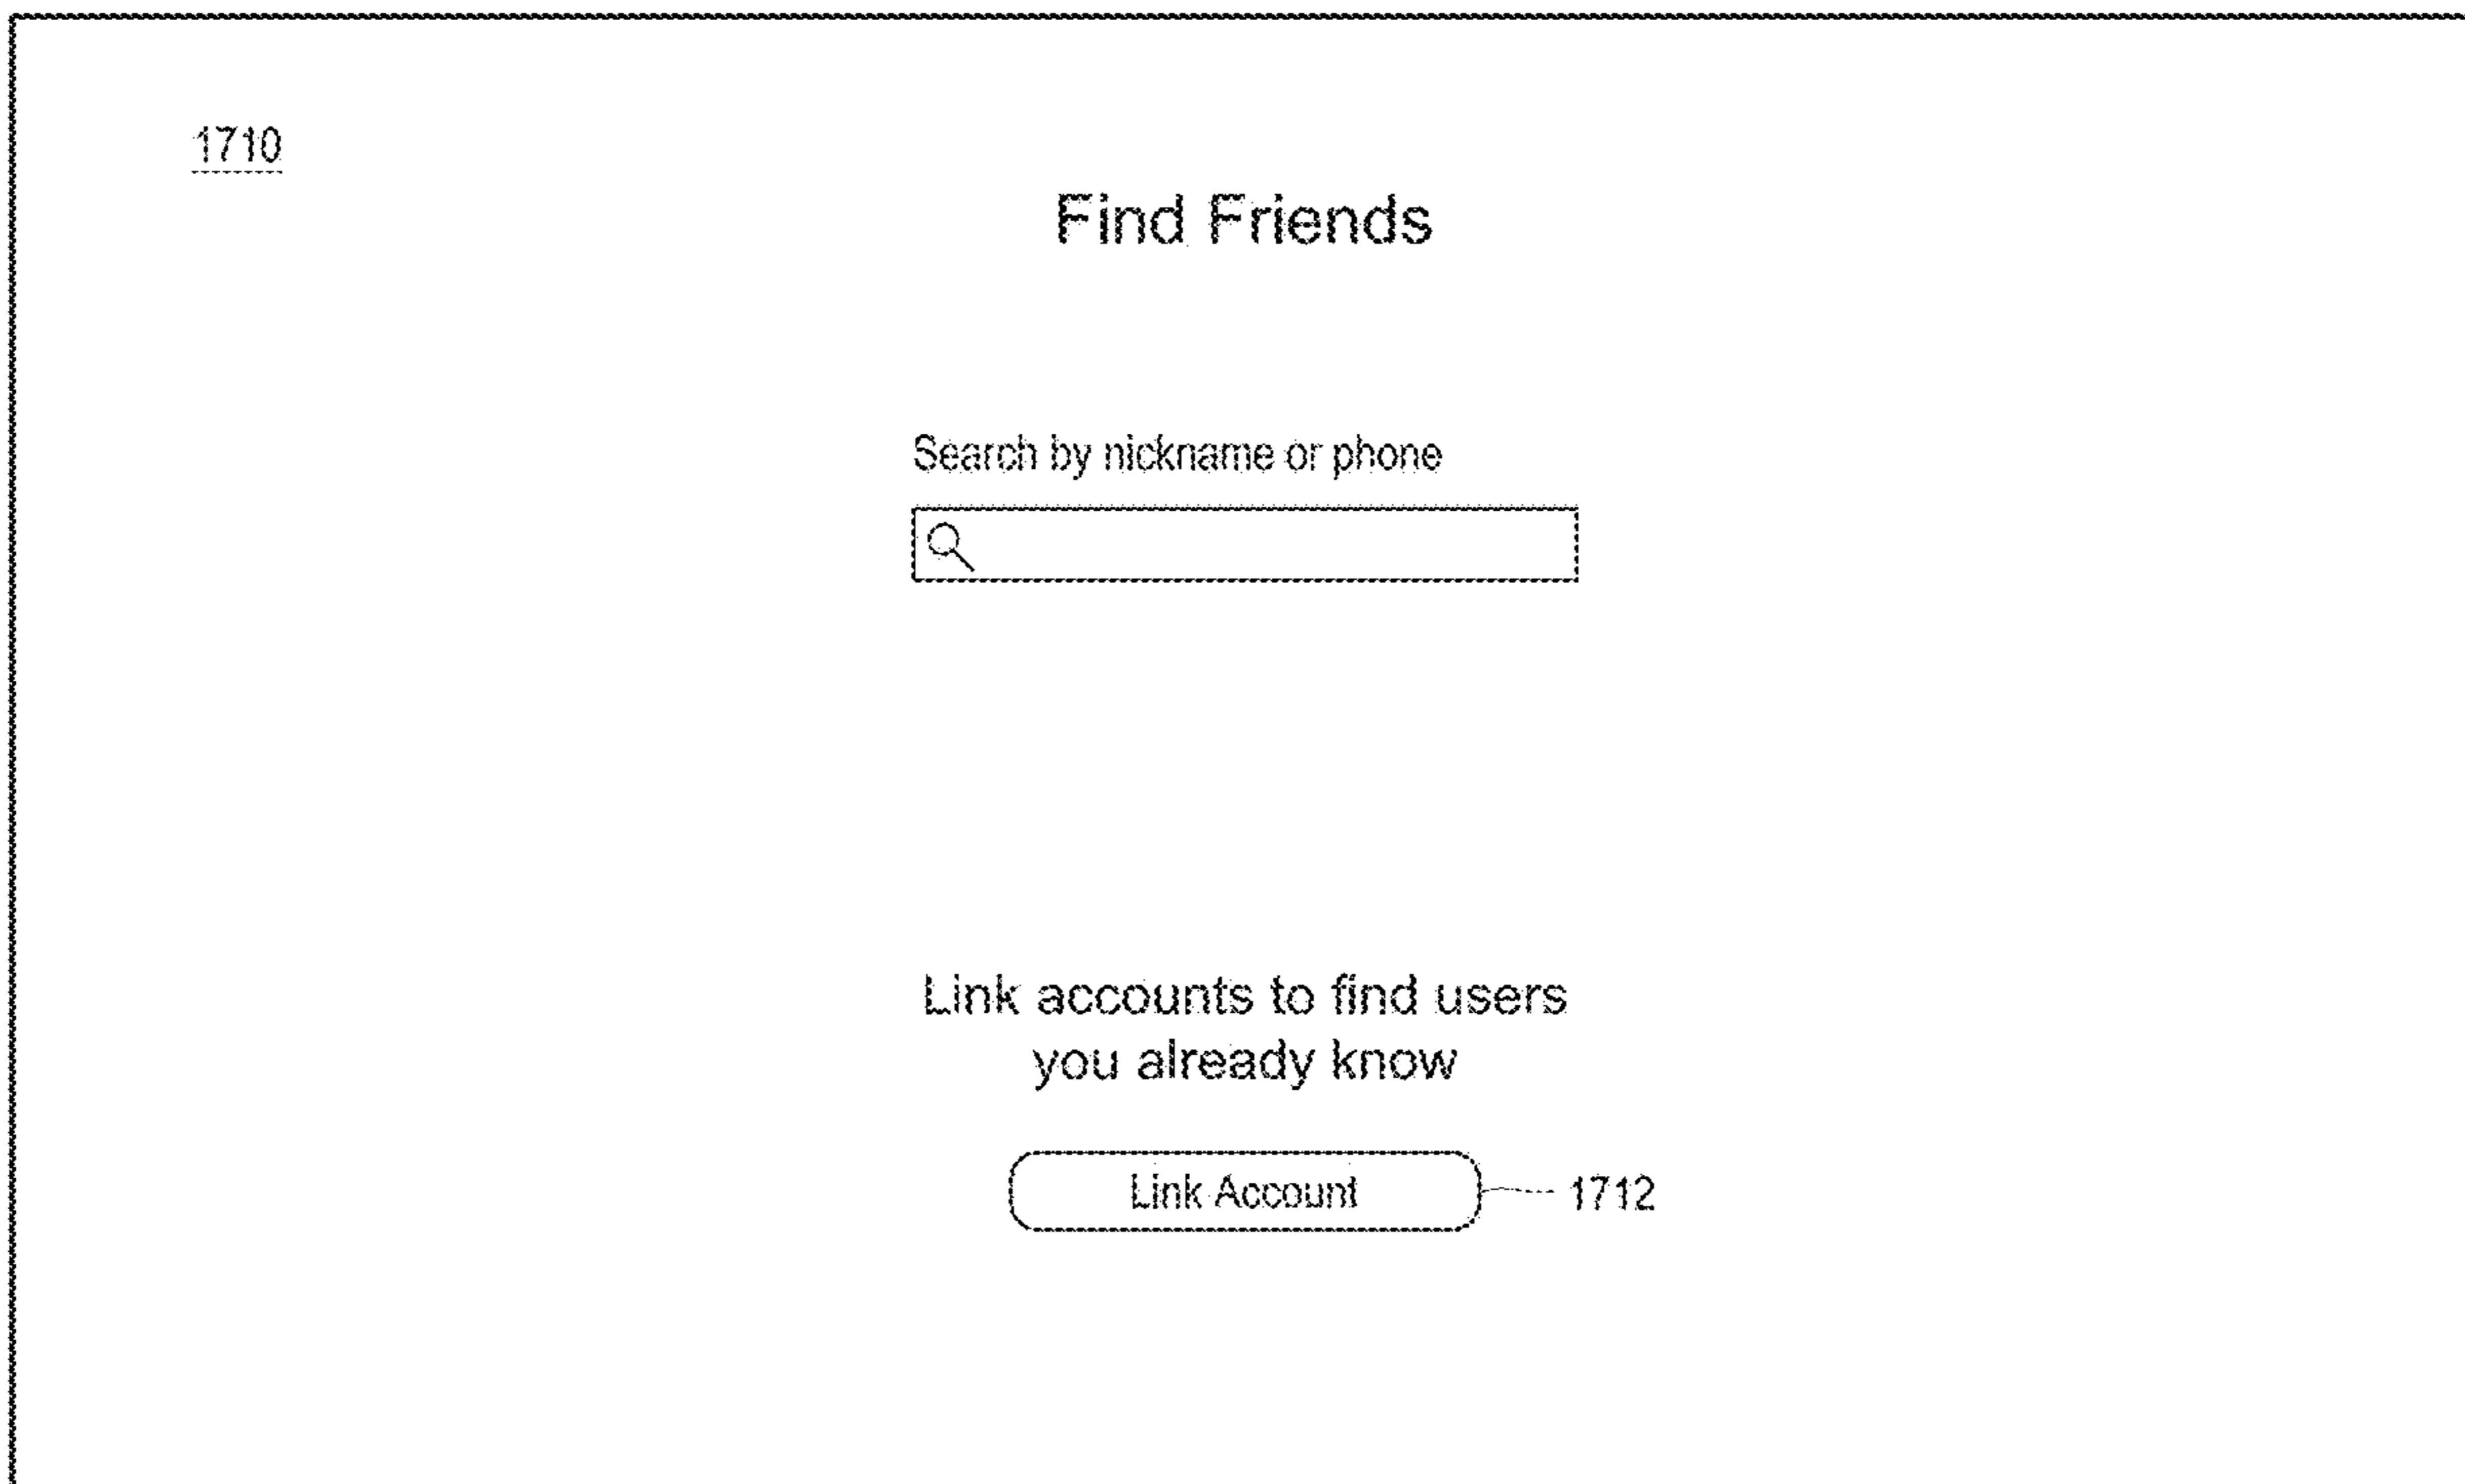 1710
Find Friends
Search by nickname or phone
Link accounts to find users
you already know
Link Account
1712